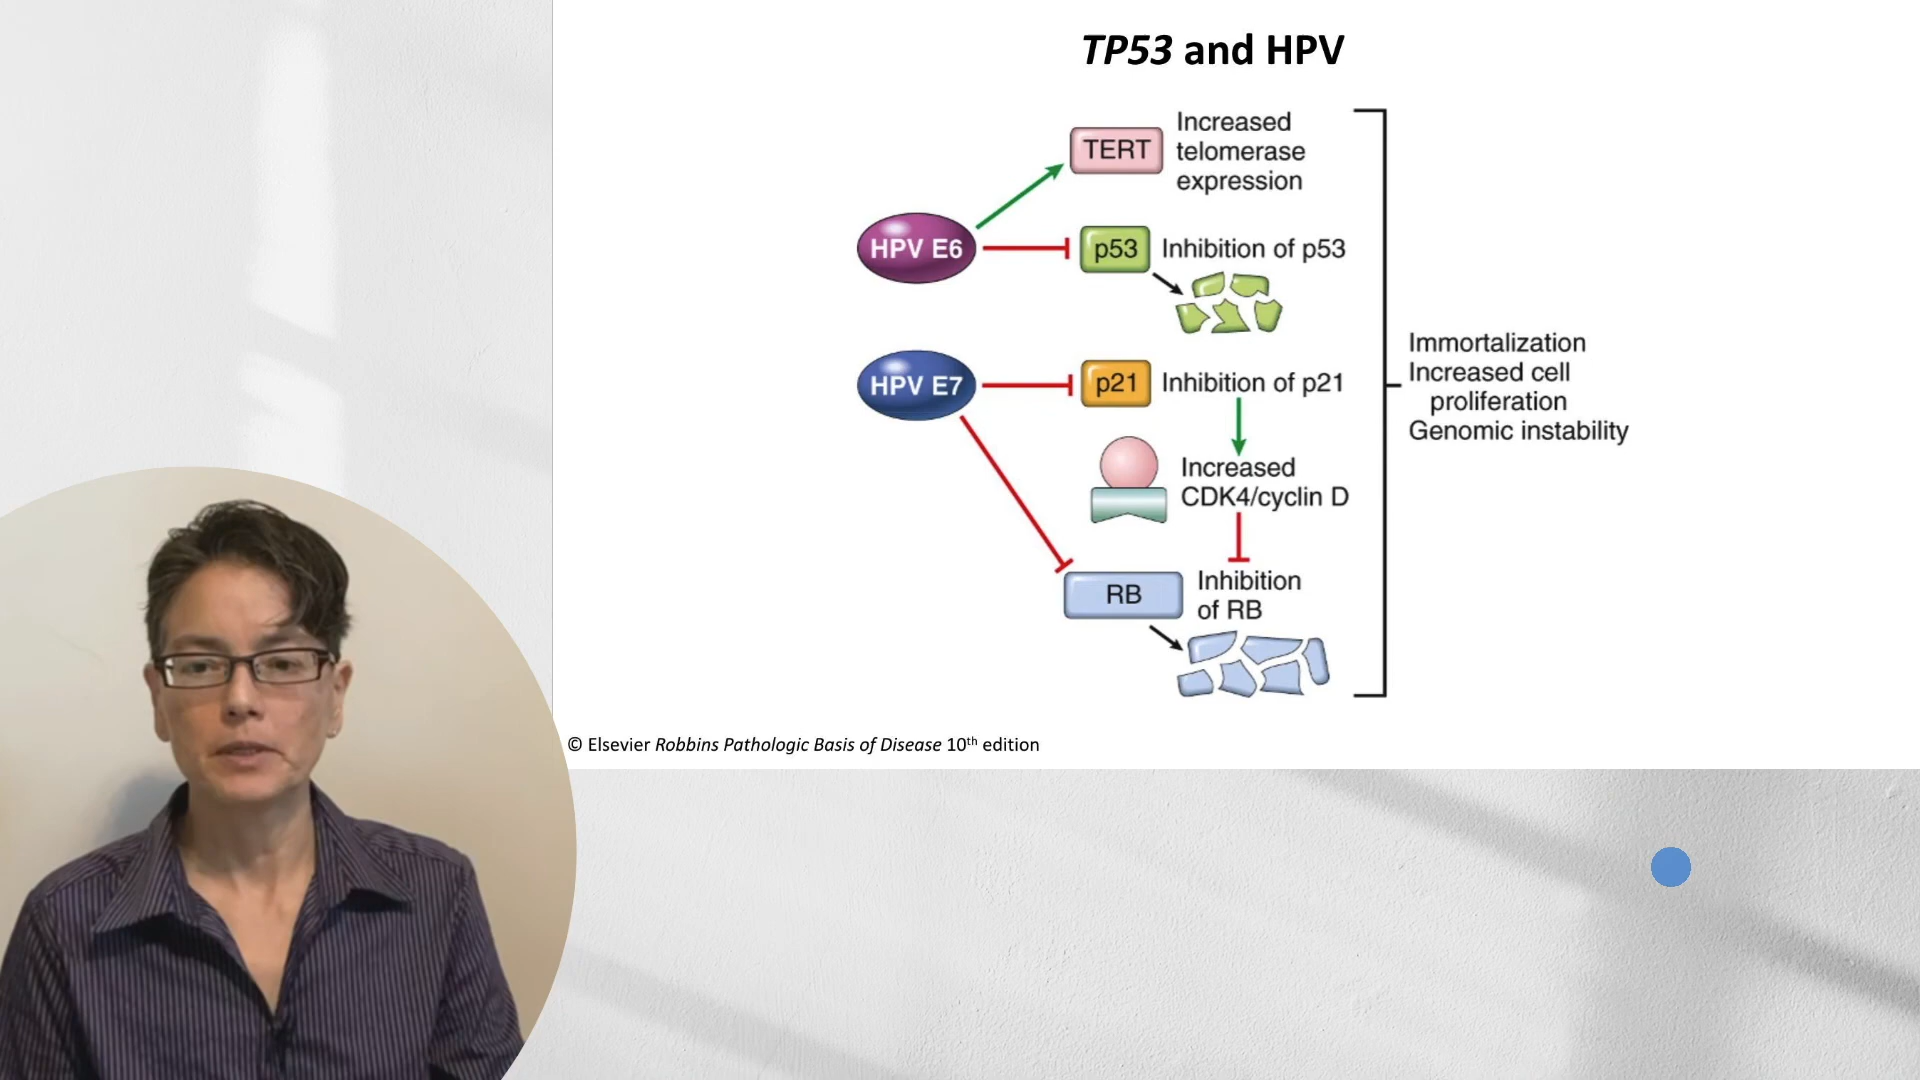 TP53 and HPV
TERT
Increased
telomerase
expression
HPV E6
p53
Inhibition of p53
HPV E7
p21
Inhibition of p21
Increased
CDK4/cyclin D
RB
Inhibition
of RB
Immortalization
Increased cell
proliferation
Genomic instability
© Elsevier Robbins Pathologic Basis of Disease 10th edition